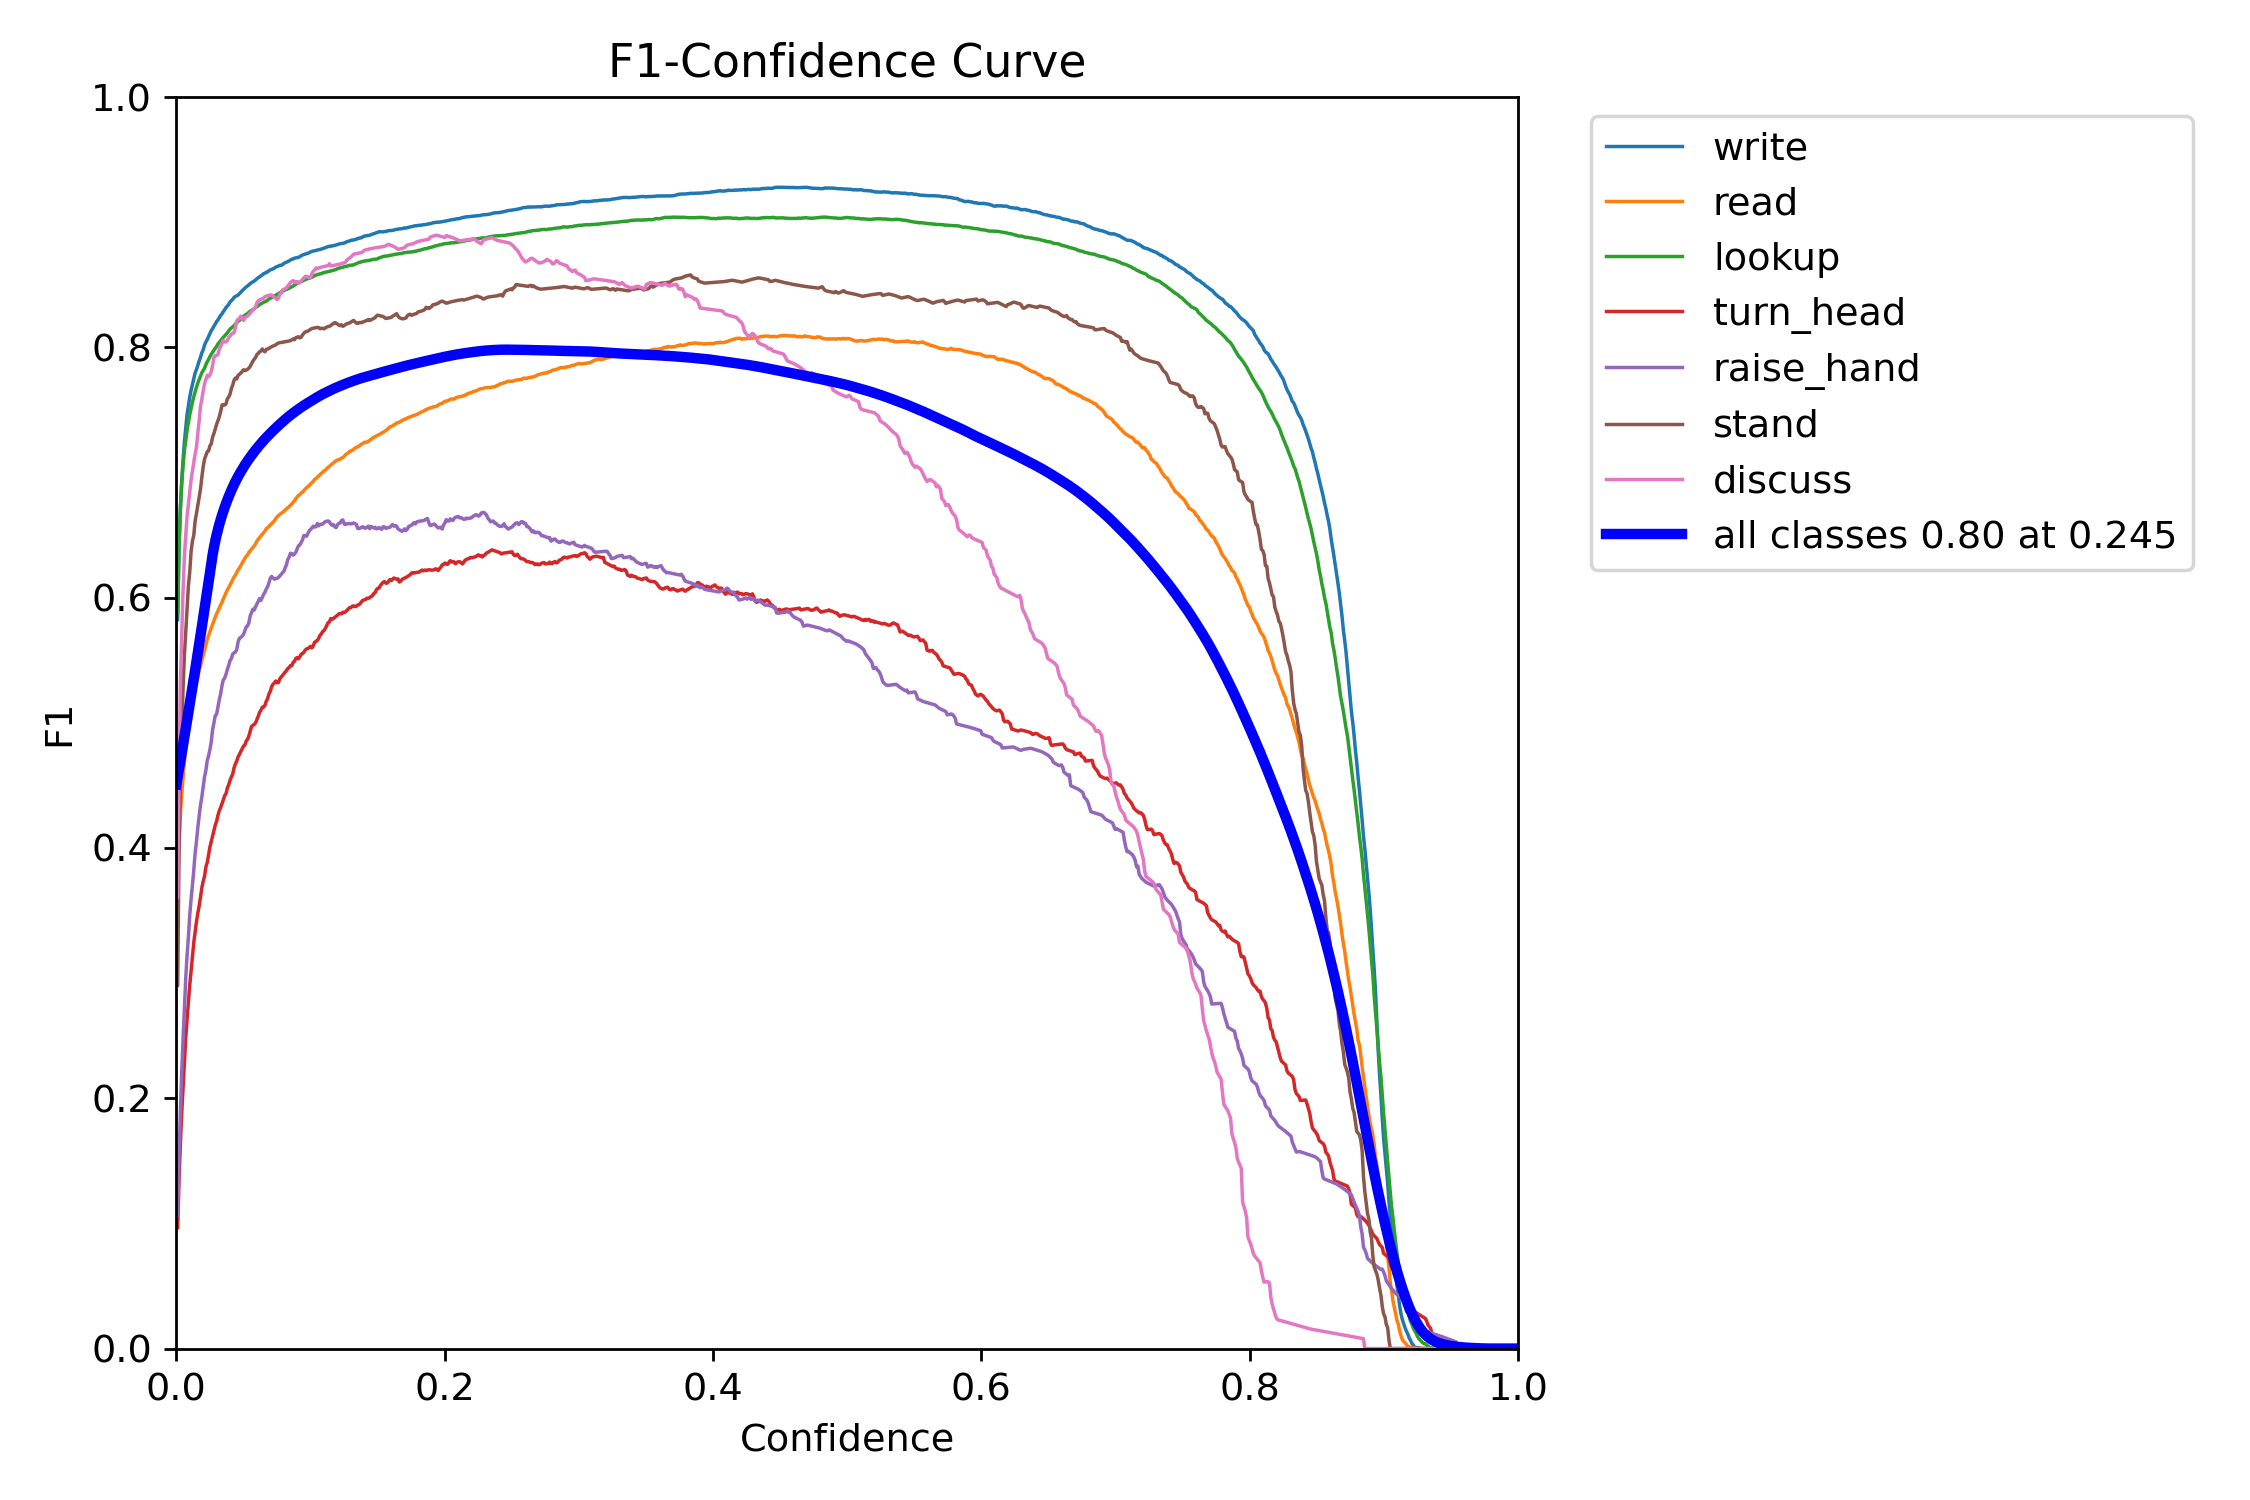 F1-Confidence Curve
1.0
0.8
0.6
0.4
0.2
0.0
F1
0.0 0.2 0.4 0.6 0.8 1.0
Confidence
write
read
lookup
turn_head
raise_hand
stand
discuss
all classes 0.80 at 0.245